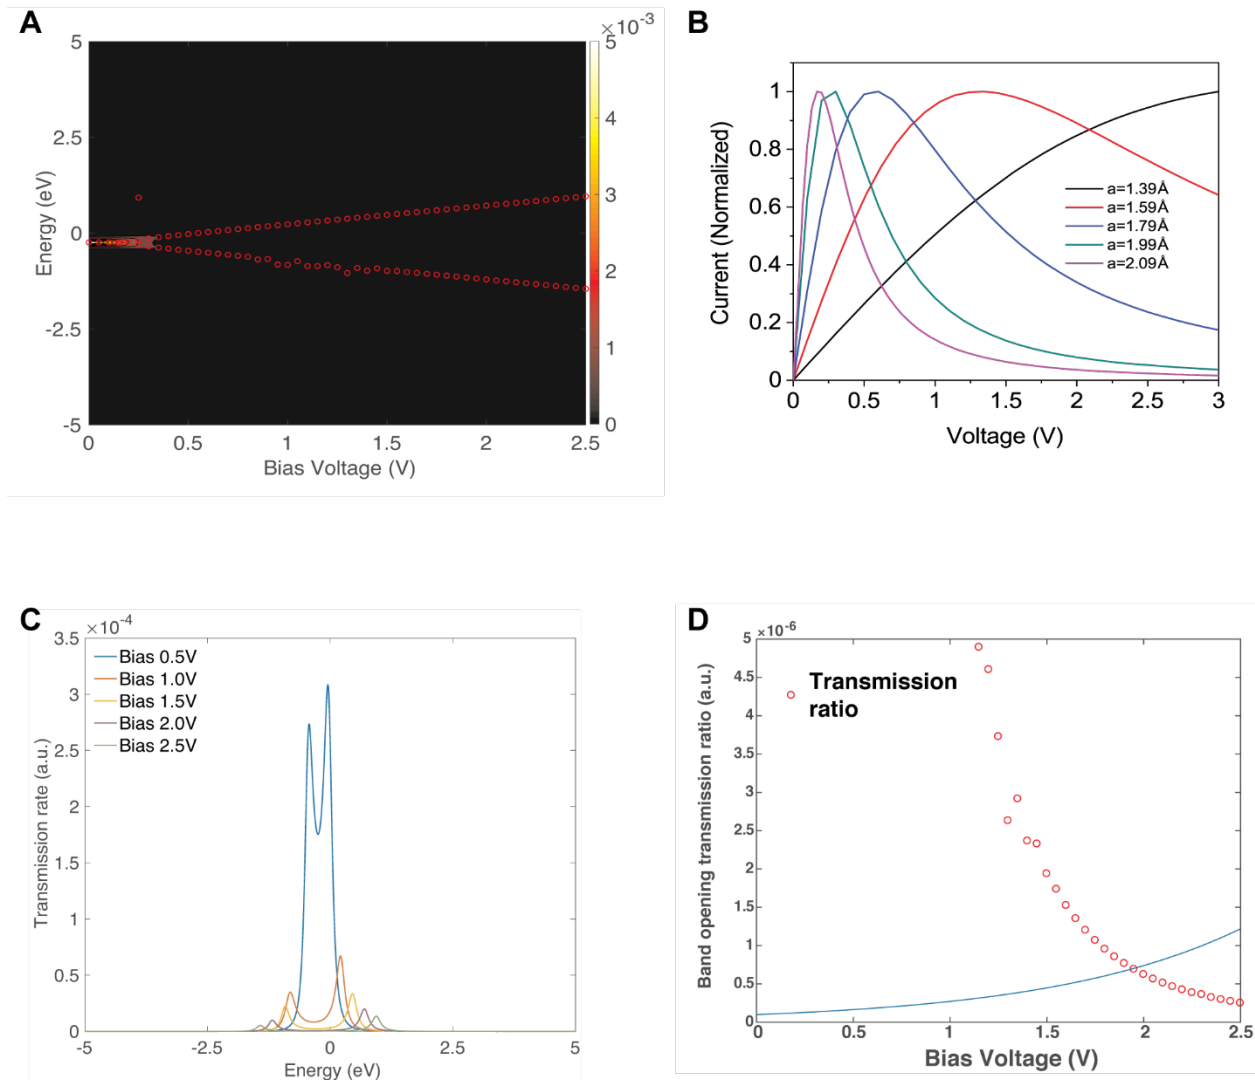 A
×10⁻³
5
2.5
0
-2.5
-5
Energy (eV)
0
0.5
1
1.5
2
2.5
Bias Voltage (V)
5
4
3
2
1
0
B
1
0.8
0.6
0.4
0.2
0
Current (Normalized)
a=1.39Å
a=1.59Å
a=1.79Å
a=1.99Å
a=2.09Å
0
0.5
1
1.5
2
2.5
3
Voltage (V)
C
×10⁻⁴
3.5
3
2.5
2
1.5
1
0.5
0
Transmission rate (a.u.)
Bias 0.5V
Bias 1.0V
Bias 1.5V
Bias 2.0V
Bias 2.5V
-5
-2.5
0
2.5
5
Energy (eV)
D
×10⁻⁶
5
4.5
4
3.5
3
2.5
2
1.5
1
0.5
0
Band opening transmission ratio (a.u.)
Transmission
ratio
0
0.5
1
1.5
2
2.5
Bias Voltage (V)